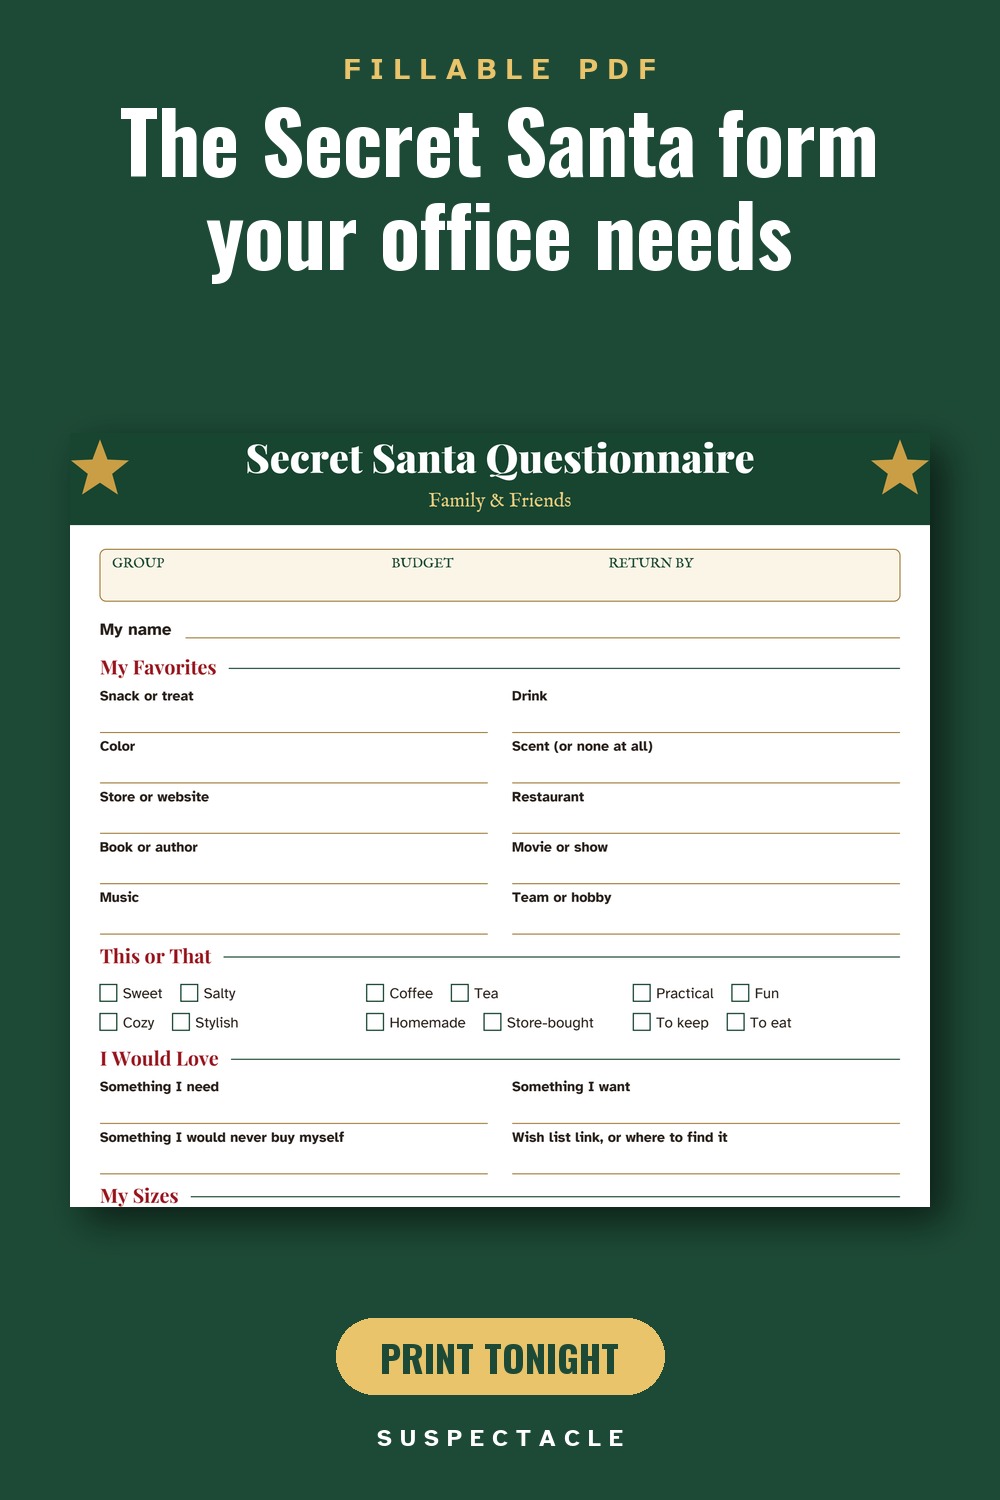 FILLABLE PDF
The Secret Santa form
your office needs
Secret Santa Questionnaire
Family & Friends
GROUP BUDGET RETURN BY
My name
My Favorites
Snack or treat Drink
Color Scent (or none at all)
Store or website Restaurant
Book or author Movie or show
Music Team or hobby
This or That
Sweet Salty Coffee Tea Practical Fun
Cozy Stylish Homemade Store-bought To keep To eat
I Would Love
Something I need Something I want
Something I would never buy myself Wish list link, or where to find it
My Sizes
PRINT TONIGHT
SUSPECTACLE